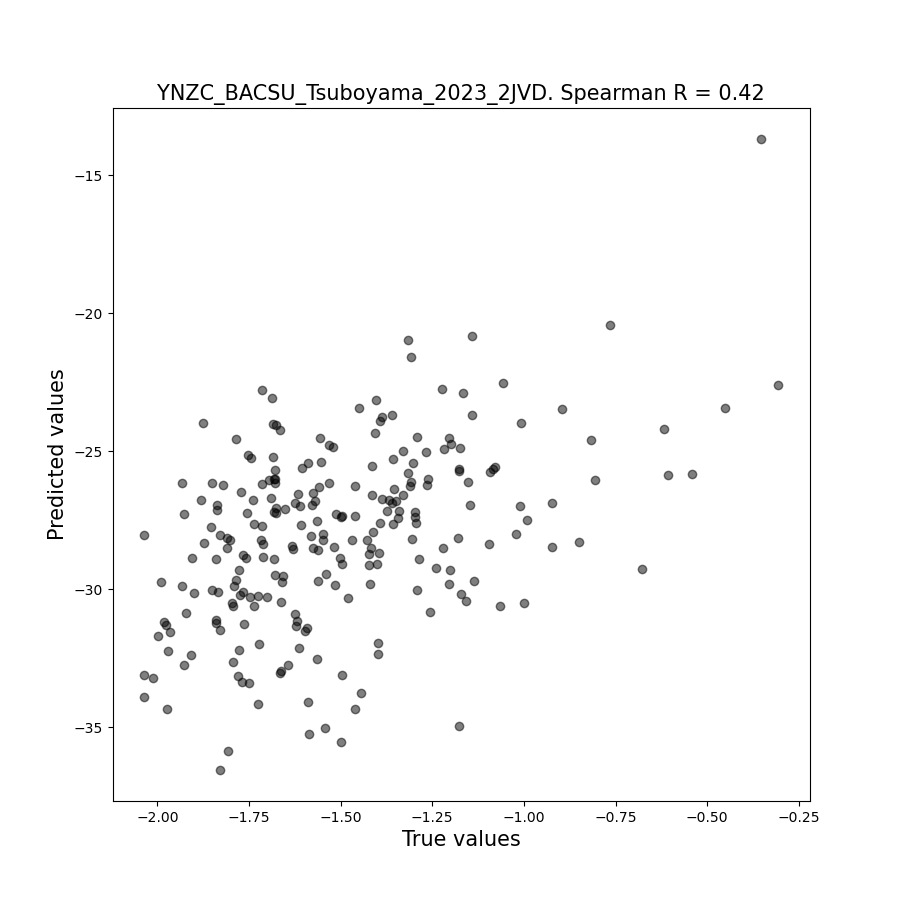 YNZC_BACSU_Tsuboyama_2023_2JVD. Spearman R = 0.42
Predicted values
−15
−20
−25
−30
−35
−2.00 −1.75 −1.50 −1.25 −1.00 −0.75 −0.50 −0.25
True values